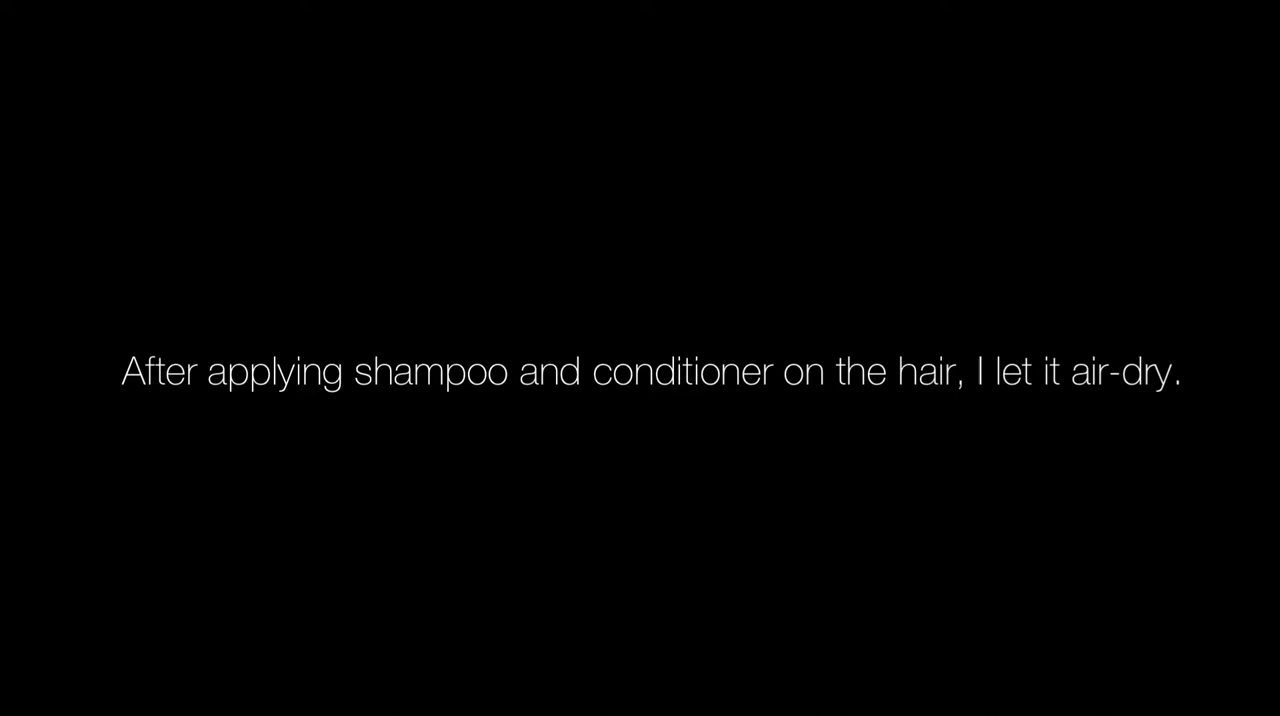 After applying shampoo and conditioner on the hair, I let it air-dry.